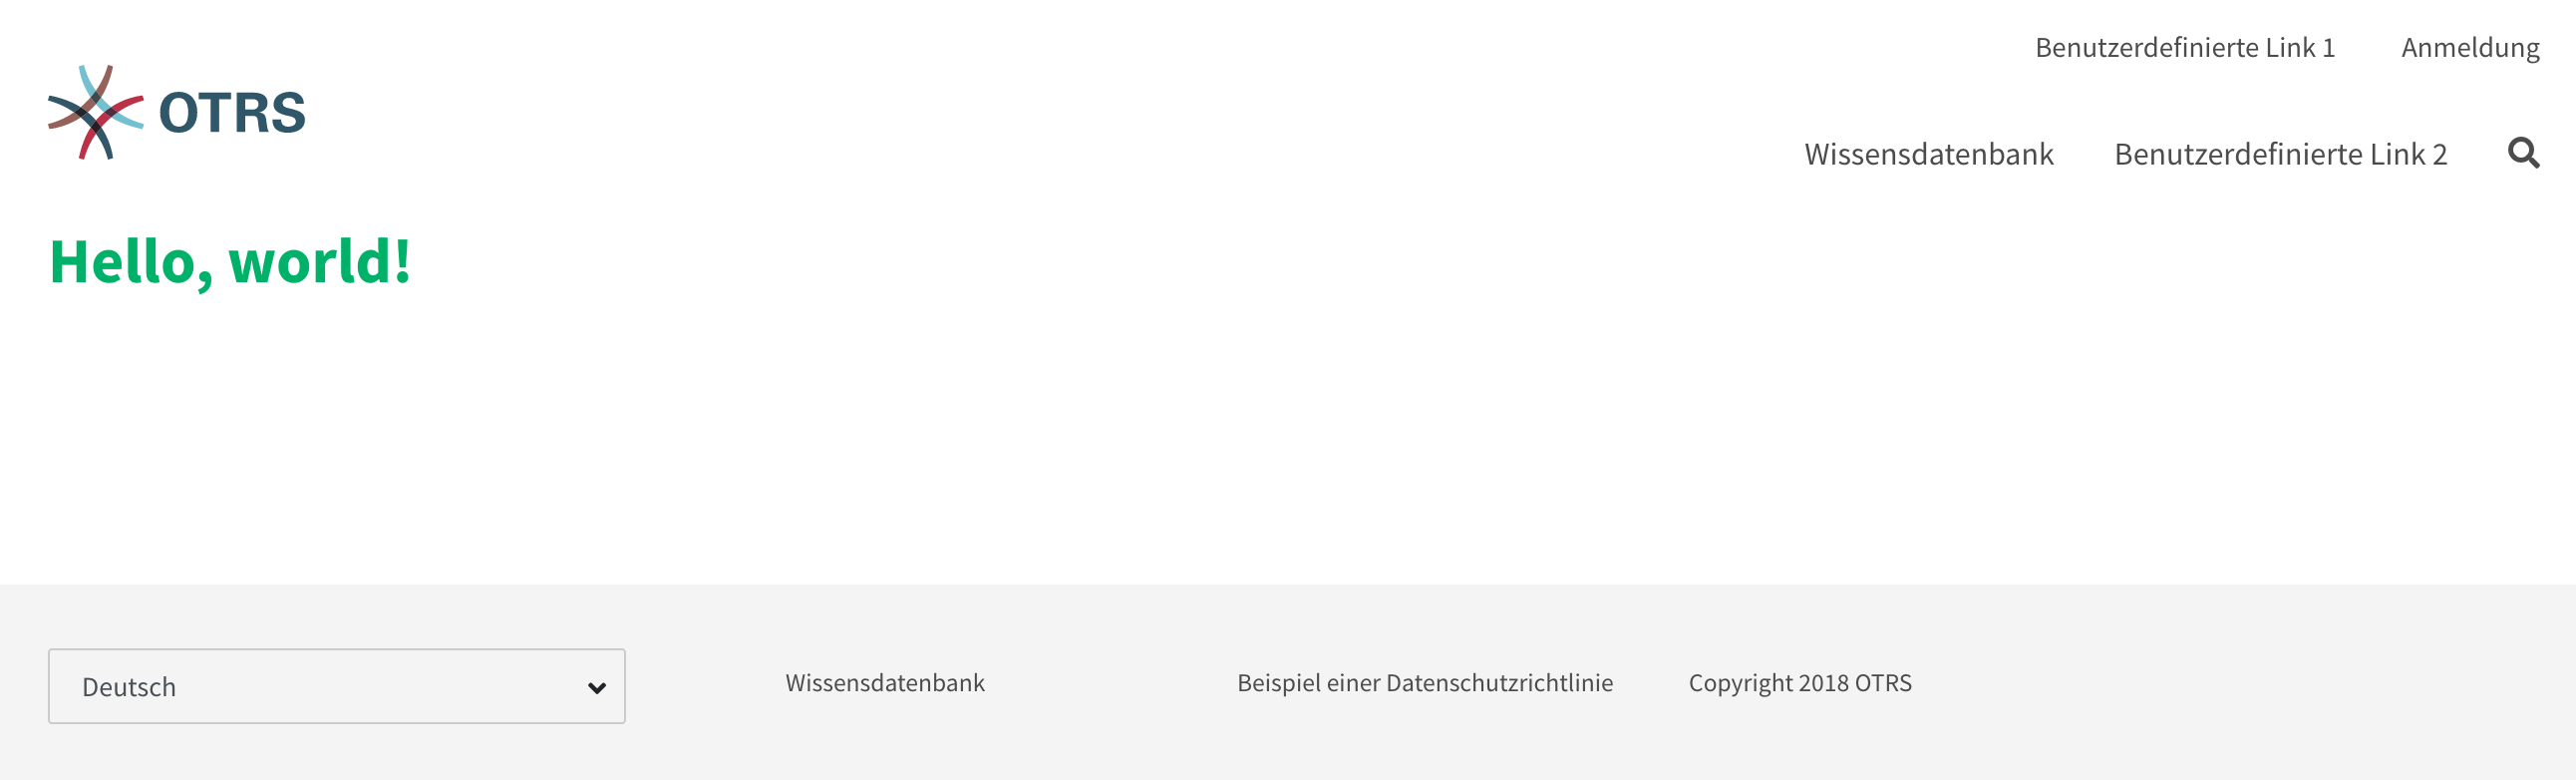 Benutzerdefinierte Link 1 Anmeldung
OTRS
Wissensdatenbank Benutzerdefinierte Link 2
Hello, world!
Deutsch Wissensdatenbank Beispiel einer Datenschutzrichtlinie Copyright 2018 OTRS